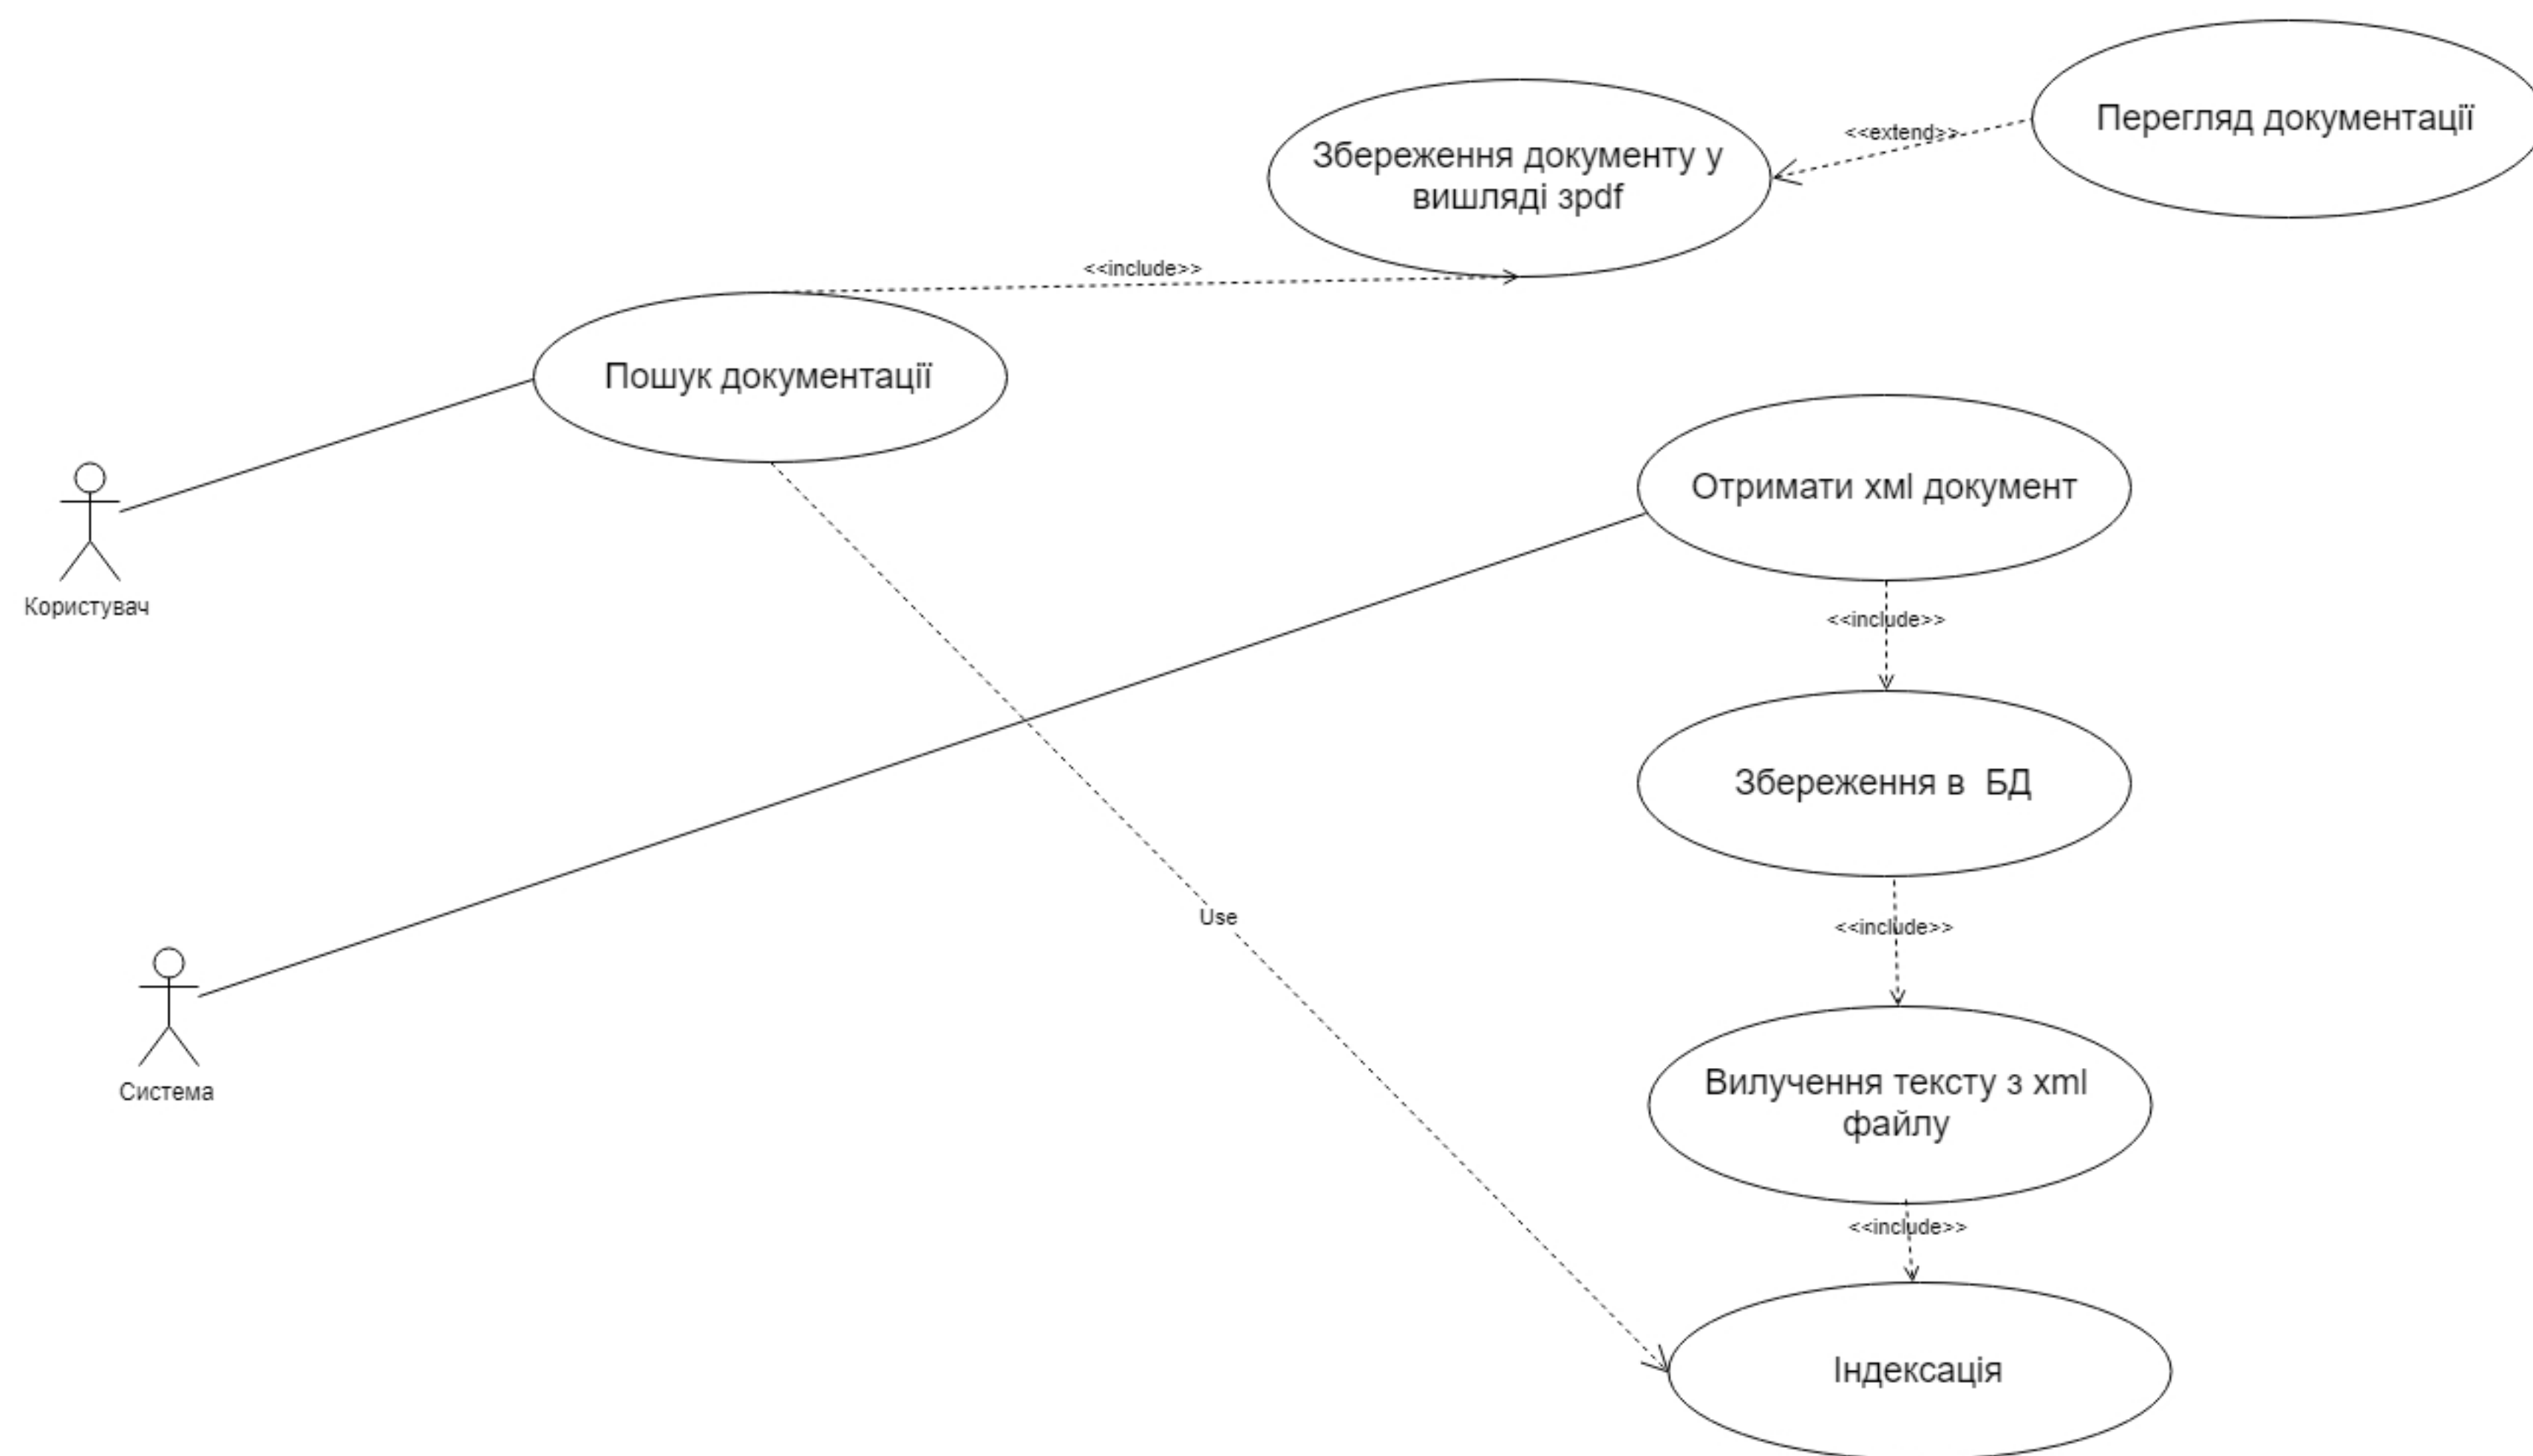 Перегляд документації
<<extend>>
Збереження документу у
вишляді зpdf
<<include>>
Пошук документації
Користувач
Отримати xml документ
<<include>>
Збереження в  БД
Use
<<include>>
Система
Вилучення тексту з xml
файлу
<<include>>
Індексація